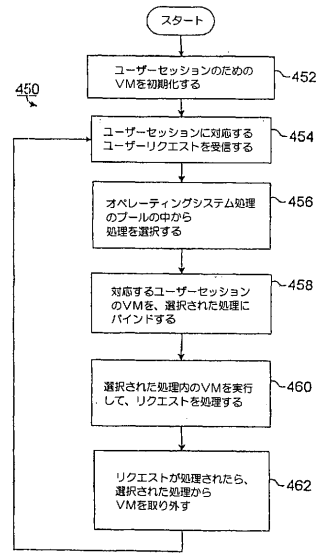 スタート
450
ユーザーセッションのための
VMを初期化する
452
ユーザーセッションに対応する
ユーザーリクエストを受信する
454
オペレーティングシステム処理
のプールの中から
処理を選択する
456
対応するユーザーセッション
のVMを、選択された処理に
バインドする
458
選択された処理内のVMを実行
して、リクエストを処理する
460
リクエストが処理されたら、
選択された処理から
VMを取り外す
462